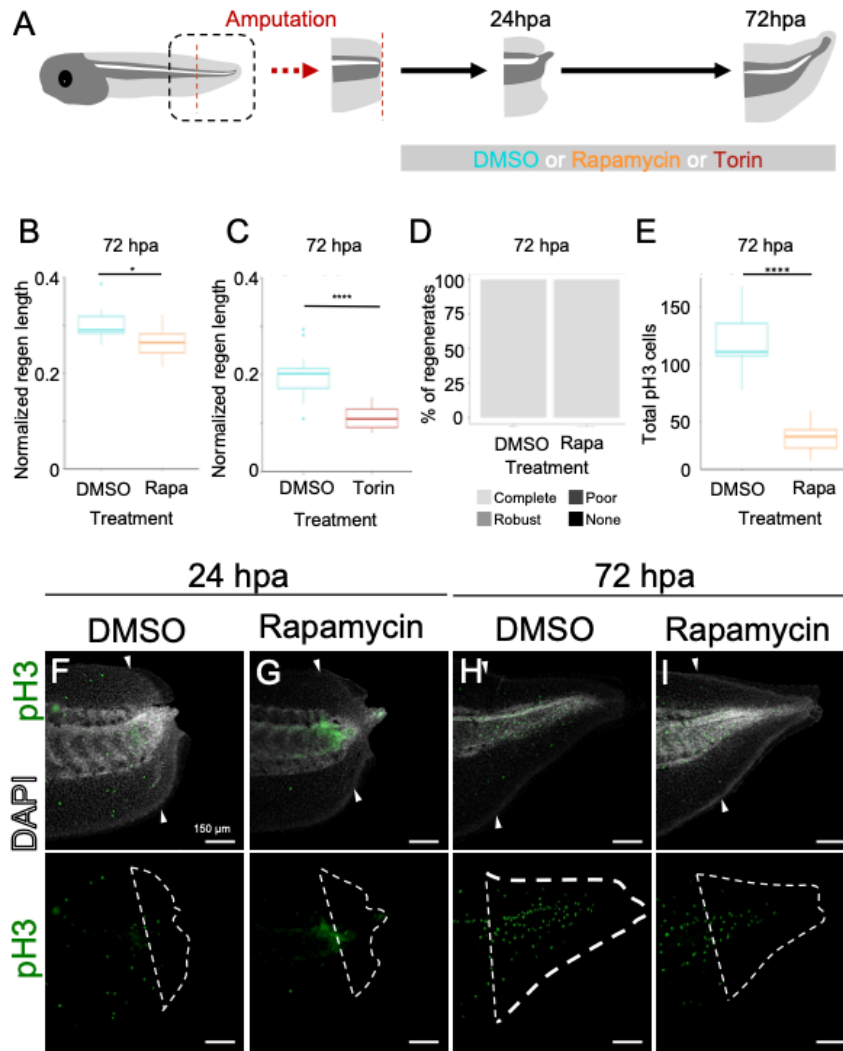 A
Amputation
24hpa
72hpa
DMSO or Rapamycin or Torin
B
72 hpa
*
Normalized regen length
0.4
0.2
0
DMSO
Rapa
Treatment
C
72 hpa
****
Normalized regen length
0.4
0.2
0
DMSO
Torin
Treatment
D
72 hpa
% of regenerates
100
75
50
25
0
DMSO
Rapa
Treatment
Complete
Poor
Robust
None
E
72 hpa
****
Total pH3 cells
150
100
50
0
DMSO
Rapa
Treatment
24 hpa
72 hpa
DMSO
Rapamycin
DMSO
Rapamycin
pH3
DAPI
F
G
H
I
150 µm
pH3